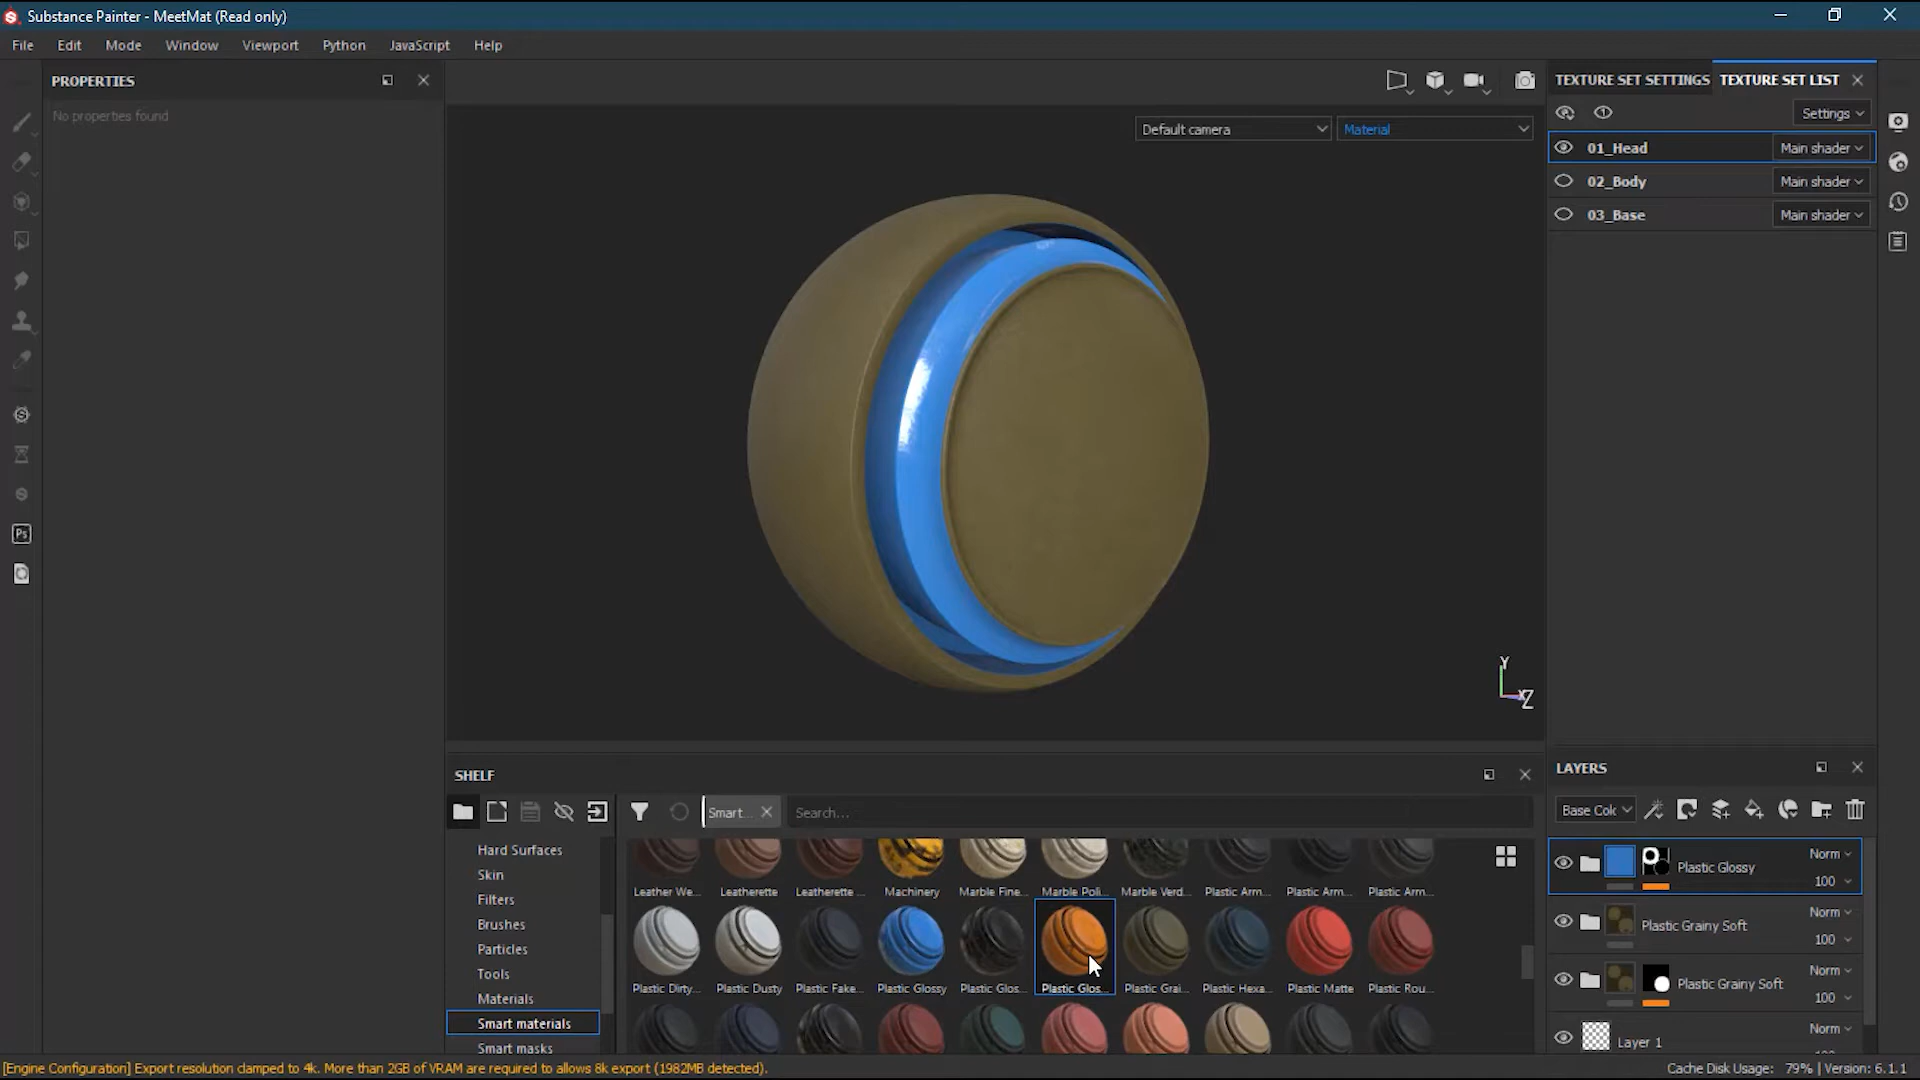 Substance Painter - MeetMat (Read only)
File Edit Mode Window Viewport Python JavaScript Help
PROPERTIES
No properties found
Default camera
Material
TEXTURE SET SETTINGS
TEXTURE SET LIST
Settings
01_Head
Main shader
02_Body
Main shader
03_Base
Main shader
Ps
Y
X
Z
SHELF
Smart...
Search...
Hard Surfaces
Skin
Filters
Brushes
Particles
Tools
Materials
Smart materials
Smart masks
Leather We... Leatherette Leatherette ... Machinery Marble Fine... Marble Poli... Marble Verd... Plastic Arm... Plastic Arm... Plastic Arm...
Plastic Dirty... Plastic Dusty Plastic Fake... Plastic Glossy Plastic Glos... Plastic Glos... Plastic Grai... Plastic Hexa... Plastic Matte Plastic Rou...
LAYERS
Base Col
Plastic Glossy
Norm
100
Plastic Grainy Soft
Norm
100
Plastic Grainy Soft
Norm
100
Layer 1
Norm
[Engine Configuration] Export resolution clamped to 4k. More than 2GB of VRAM are required to allows 8k export (1982MB detected).
Cache Disk Usage: 79% | Version: 6.1.1